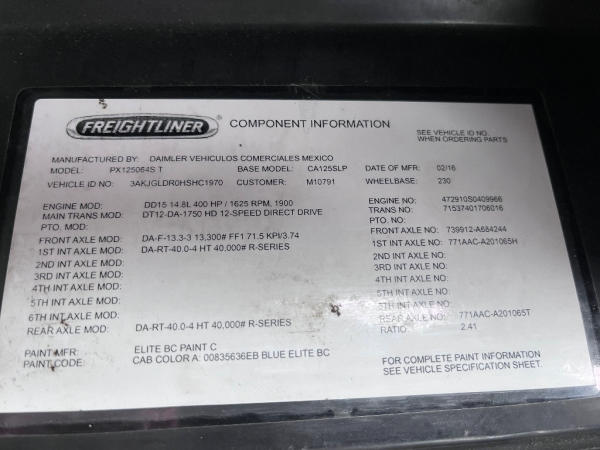 FREIGHTLINER COMPONENT INFORMATION
SEE VEHICLE ID NO.
WHEN ORDERING PARTS
MANUFACTURED BY: DAIMLER VEHICULOS COMERCIALES MEXICO
MODEL: PX125064S T BASE MODEL: CA125SLP DATE OF MFR: 02/16
VEHICLE ID NO: 3AKJGLDR0HSHC1970 CUSTOMER: M10791 WHEELBASE: 230
ENGINE MOD: DD15 14.8L 400 HP / 1625 RPM, 1900 ENGINE NO: 472910S0409966
MAIN TRANS MOD: DT12-DA-1750 HD 12-SPEED DIRECT DRIVE TRANS NO: 71537401706016
PTO. MOD: PTO. NO:
FRONT AXLE MOD: DA-F-13.3-3 13,300# FF1 71.5 KPI/3.74 FRONT AXLE NO: 739912-A684244
1ST INT AXLE MOD: DA-RT-40.0-4 HT 40,000# R-SERIES 1ST INT AXLE NO: 771AAC-A201065H
2ND INT AXLE MOD: 2ND INT AXLE NO:
3RD INT AXLE MOD: 3RD INT AXLE NO:
4TH INT AXLE MOD: 4TH INT AXLE NO:
5TH INT AXLE MOD: 5TH INT AXLE NO:
6TH INT AXLE MOD: 5TH INT AXLE NO:
REAR AXLE MOD: DA-RT-40.0-4 HT 40,000# R-SERIES REAR AXLE NO: 771AAC-A201065T
RATIO: 2.41
PAINT MFR: ELITE BC PAINT C
PAINT CODE: CAB COLOR A: 00835636EB BLUE ELITE BC
FOR COMPLETE PAINT INFORMATION
SEE VEHICLE SPECIFICATION SHEET.